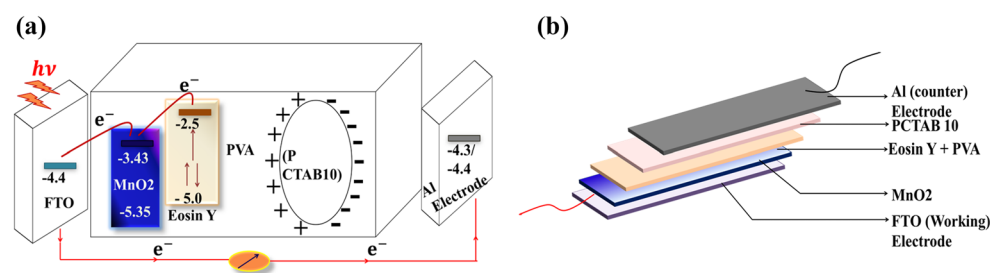 (a)
hν
e⁻
e⁻
-4.4
FTO
-3.43
MnO2
-5.35
-2.5
- 5.0
Eosin Y
PVA
+ + + + + + + +
(P
CTAB10)
- - - - - - - - - - - -
-4.3/
-4.4
Al Electrode
e⁻
e⁻
(b)
Al (counter)
Electrode
PCTAB 10
Eosin Y + PVA
MnO2
FTO (Working)
Electrode